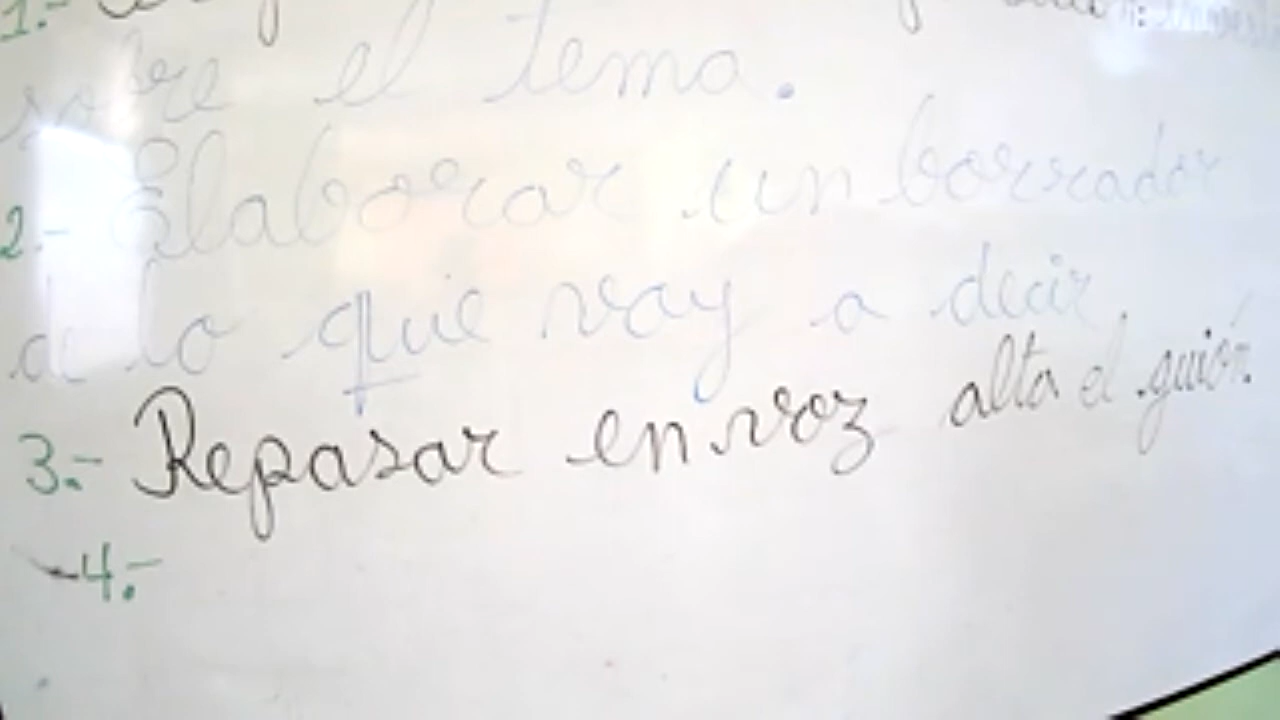 1.-
sobre el tema.
2.- Elaborar un borrador
de lo que voy a decir.
3.- Repasar en voz alta el guión.
4.-